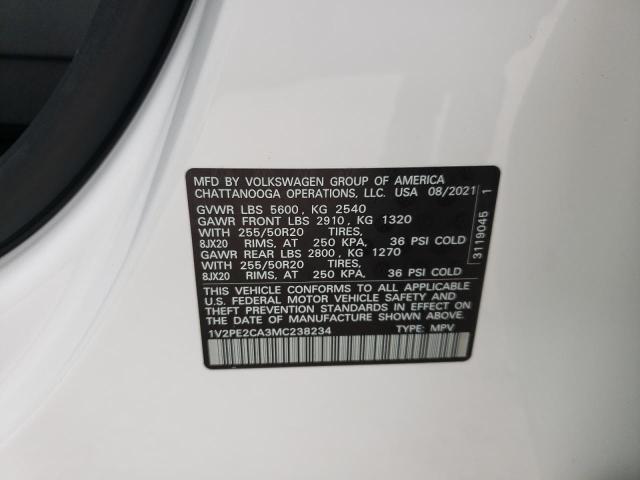 MFD BY VOLKSWAGEN GROUP OF AMERICA
CHATTANOOGA OPERATIONS, LLC. USA 08/2021
GVWR LBS 5600 , KG 2540
GAWR FRONT LBS 2910 , KG 1320
WITH 255/50R20 TIRES,
8JX20 RIMS, AT 250 KPA, 36 PSI COLD
GAWR REAR LBS 2800 , KG 1270
WITH 255/50R20 TIRES,
8JX20 RIMS, AT 250 KPA, 36 PSI COLD
THIS VEHICLE CONFORMS TO ALL APPLICABLE
U.S. FEDERAL MOTOR VEHICLE SAFETY AND
THEFT PREVENTION STANDARDS IN EFFECT ON
THE DATE OF MANUFACTURE SHOWN ABOVE.
1V2PE2CA3MC238234 TYPE: MPV
3119045 1